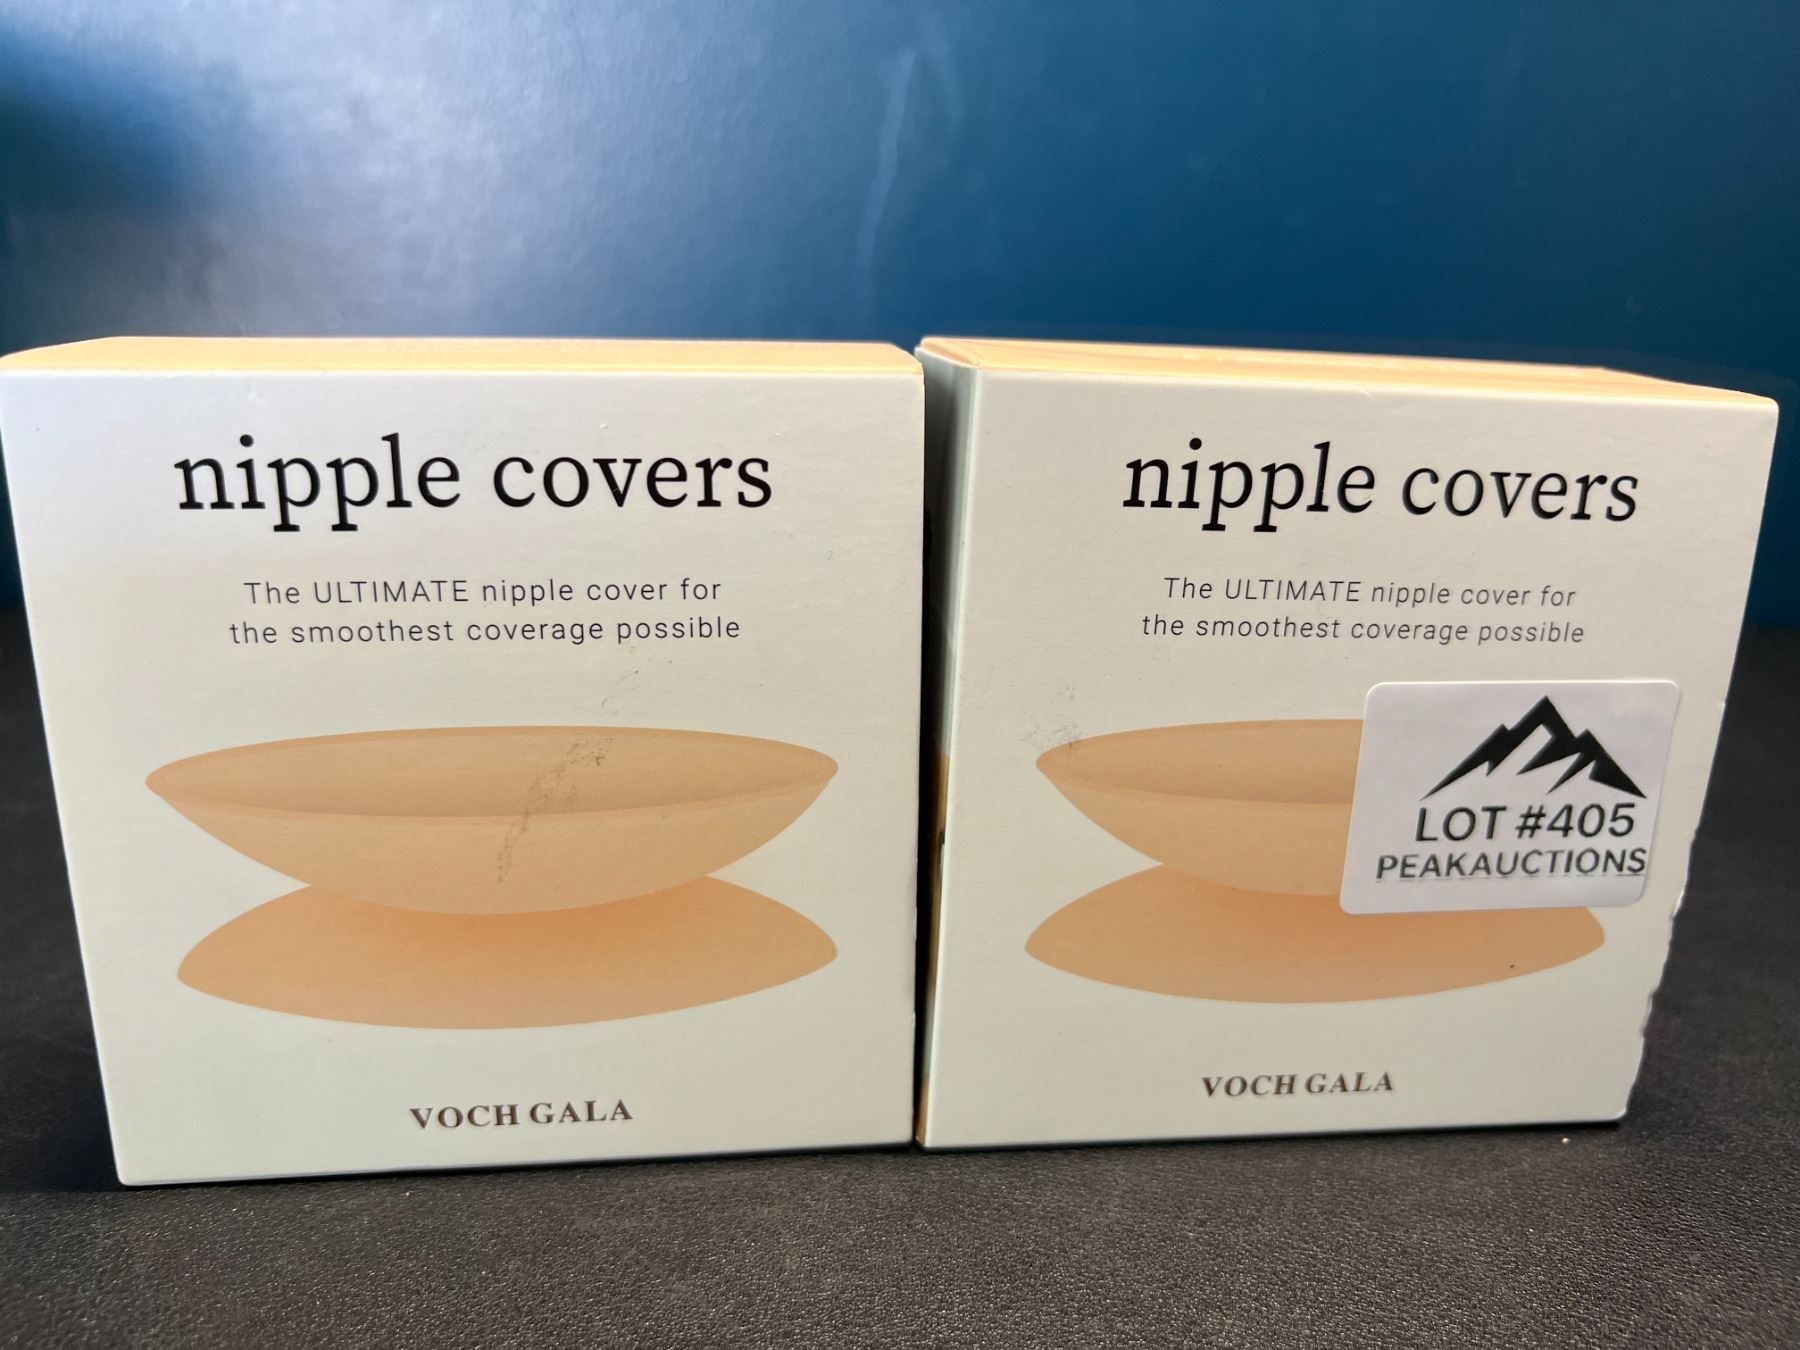 nipple covers
The ULTIMATE nipple cover for
the smoothest coverage possible
VOCH GALA
nipple covers
The ULTIMATE nipple cover for
the smoothest coverage possible
LOT #405
PEAKAUCTIONS
VOCH GALA